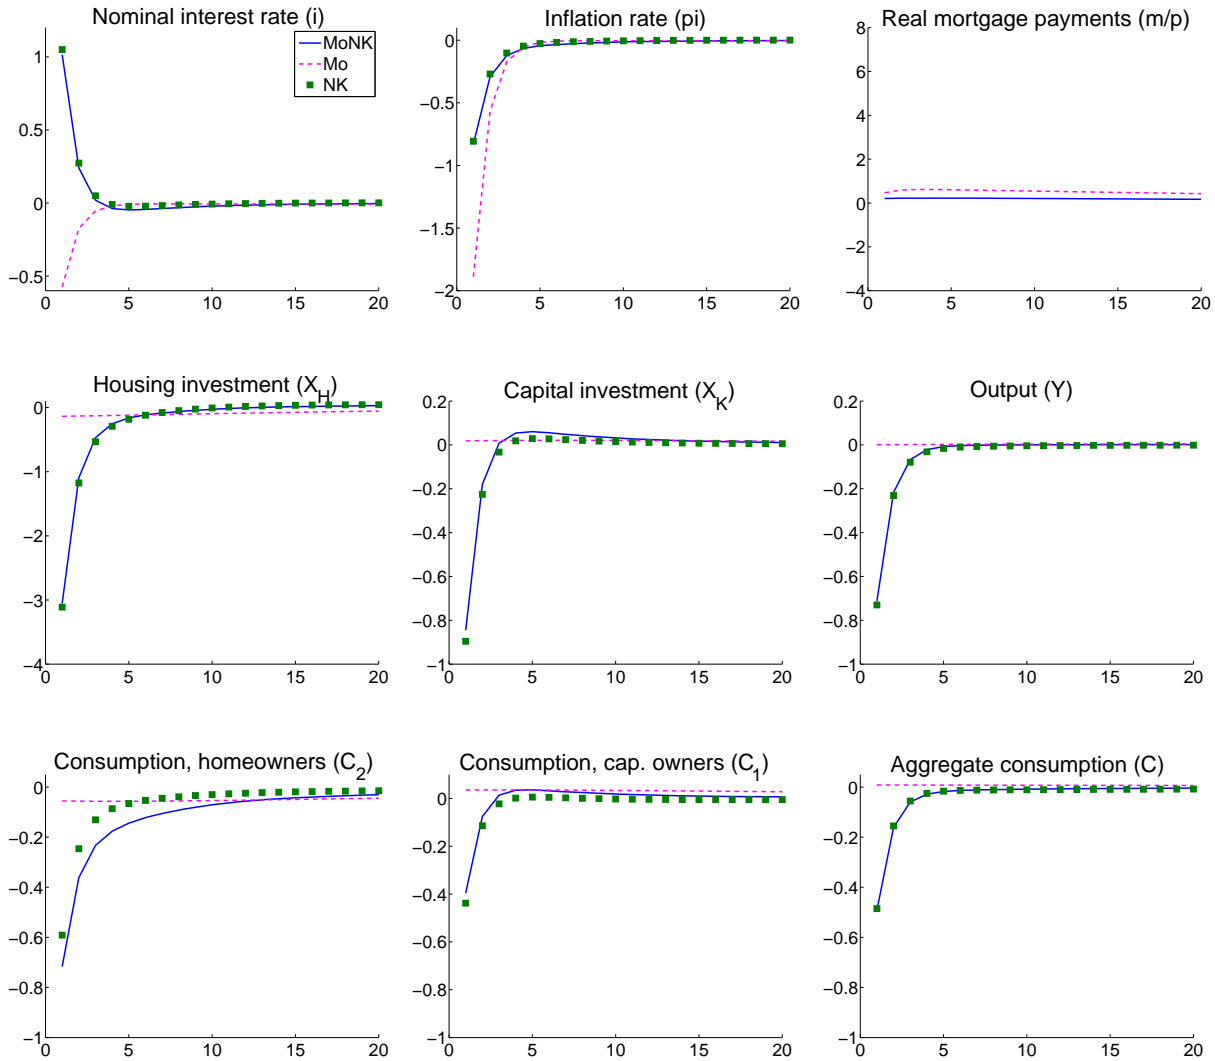 Nominal interest rate (i)
1
0.5
0
−0.5
0 5 10 15 20
MoNK
Mo
NK
Inflation rate (pi)
0
−0.5
−1
−1.5
−2
0 5 10 15 20
Real mortgage payments (m/p)
8
6
4
2
0
−2
−4
0 5 10 15 20
Housing investment (X_H)
0
−1
−2
−3
−4
0 5 10 15 20
Capital investment (X_K)
0.2
0
−0.2
−0.4
−0.6
−0.8
−1
0 5 10 15 20
Output (Y)
0.2
0
−0.2
−0.4
−0.6
−0.8
−1
0 5 10 15 20
Consumption, homeowners (C_2)
0
−0.2
−0.4
−0.6
−0.8
−1
0 5 10 15 20
Consumption, cap. owners (C_1)
0
−0.2
−0.4
−0.6
−0.8
−1
0 5 10 15 20
Aggregate consumption (C)
0
−0.2
−0.4
−0.6
−0.8
−1
0 5 10 15 20